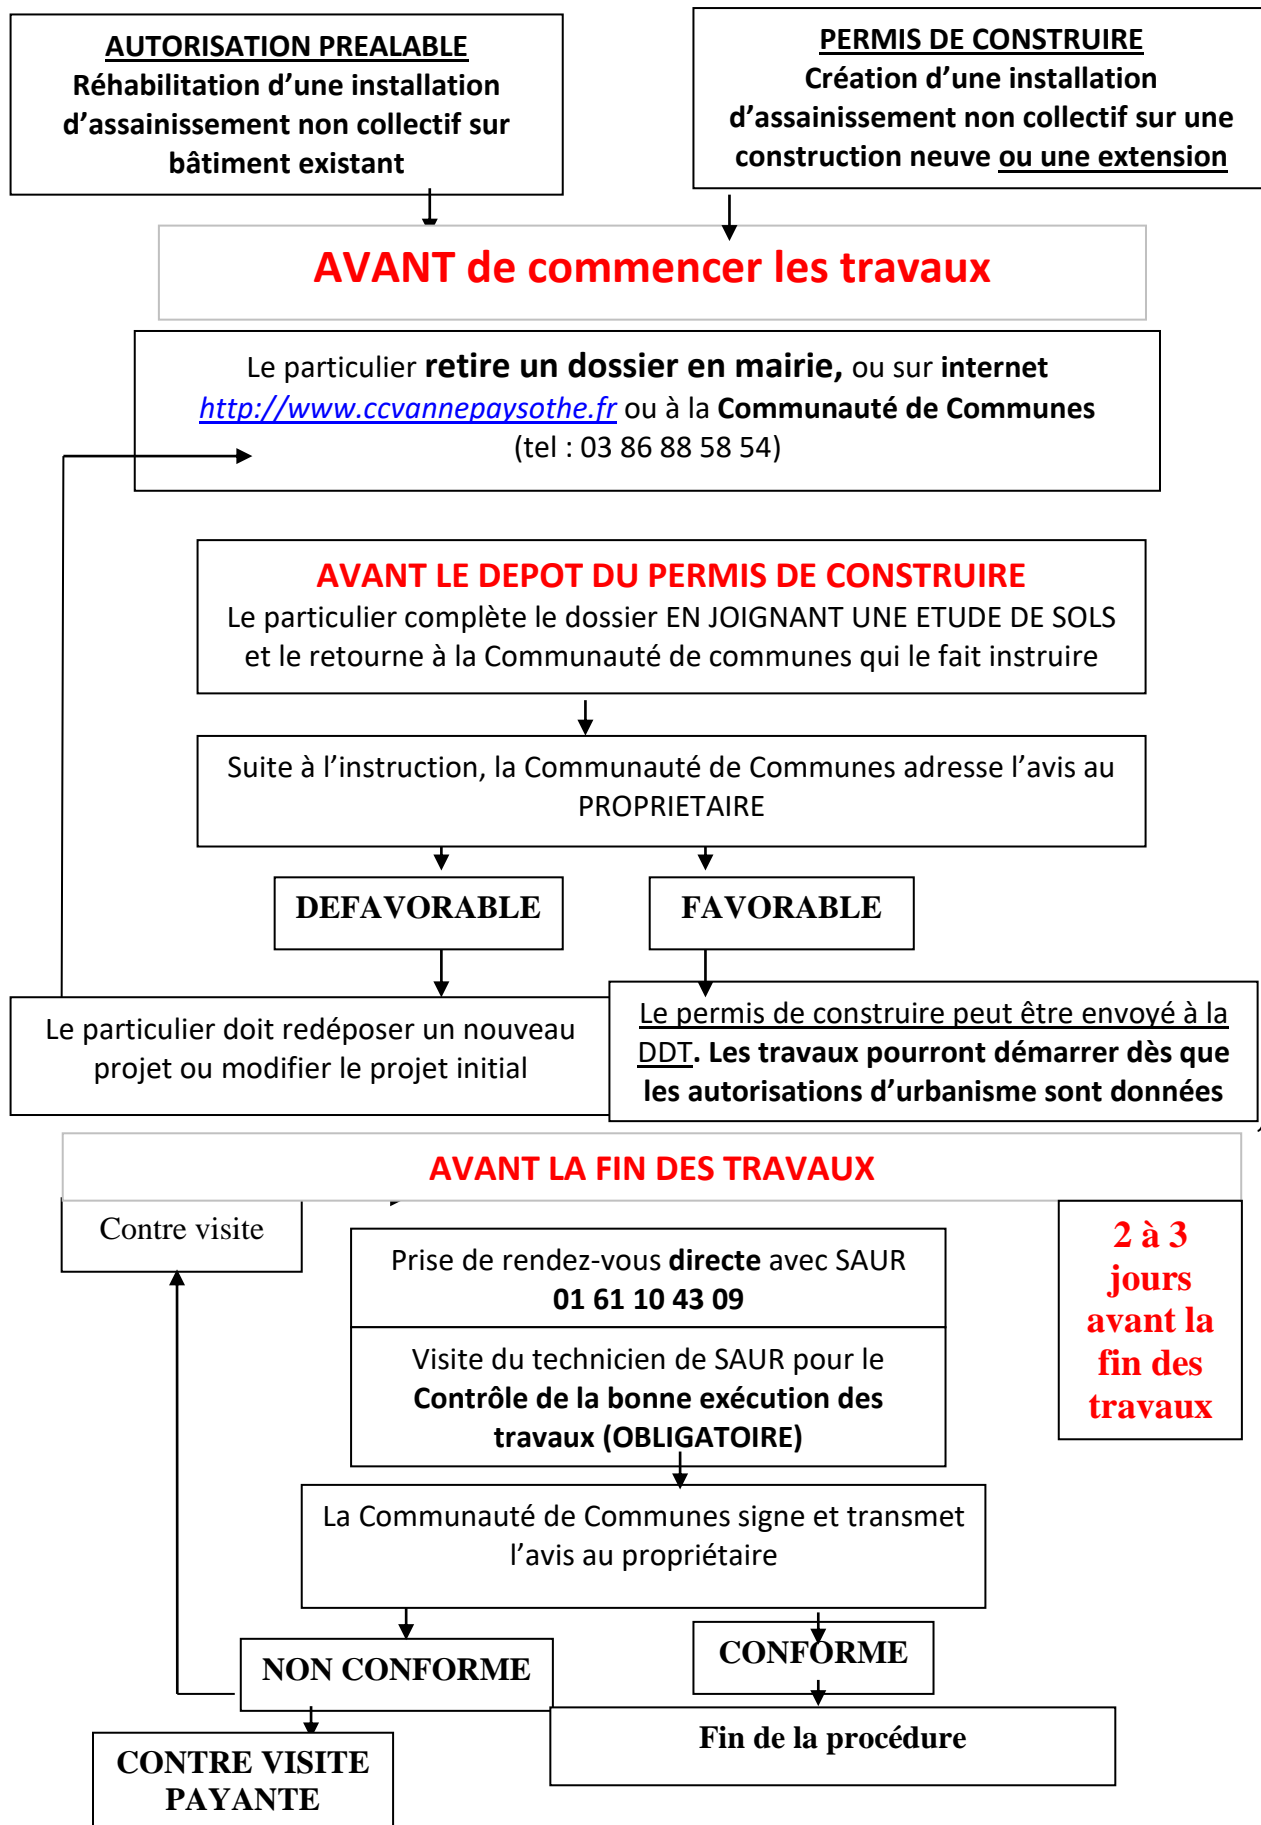 AUTORISATION PREALABLE
Réhabilitation d’une installation
d’assainissement non collectif sur
bâtiment existant
PERMIS DE CONSTRUIRE
Création d’une installation
d’assainissement non collectif sur une
construction neuve ou une extension
AVANT de commencer les travaux
Le particulier retire un dossier en mairie, ou sur internet
http://www.ccvannepaysothe.fr ou à la Communauté de Communes
(tel : 03 86 88 58 54)
AVANT LE DEPOT DU PERMIS DE CONSTRUIRE
Le particulier complète le dossier EN JOIGNANT UNE ETUDE DE SOLS
et le retourne à la Communauté de communes qui le fait instruire
Suite à l’instruction, la Communauté de Communes adresse l’avis au
PROPRIETAIRE
DEFAVORABLE
FAVORABLE
Le particulier doit redéposer un nouveau
projet ou modifier le projet initial
Le permis de construire peut être envoyé à la
DDT. Les travaux pourront démarrer dès que
les autorisations d’urbanisme sont données
AVANT LA FIN DES TRAVAUX
Contre visite
Prise de rendez-vous directe avec SAUR
01 61 10 43 09
2 à 3
jours
avant la
fin des
travaux
Visite du technicien de SAUR pour le
Contrôle de la bonne exécution des
travaux (OBLIGATOIRE)
La Communauté de Communes signe et transmet
l’avis au propriétaire
NON CONFORME
CONFORME
Fin de la procédure
CONTRE VISITE
PAYANTE